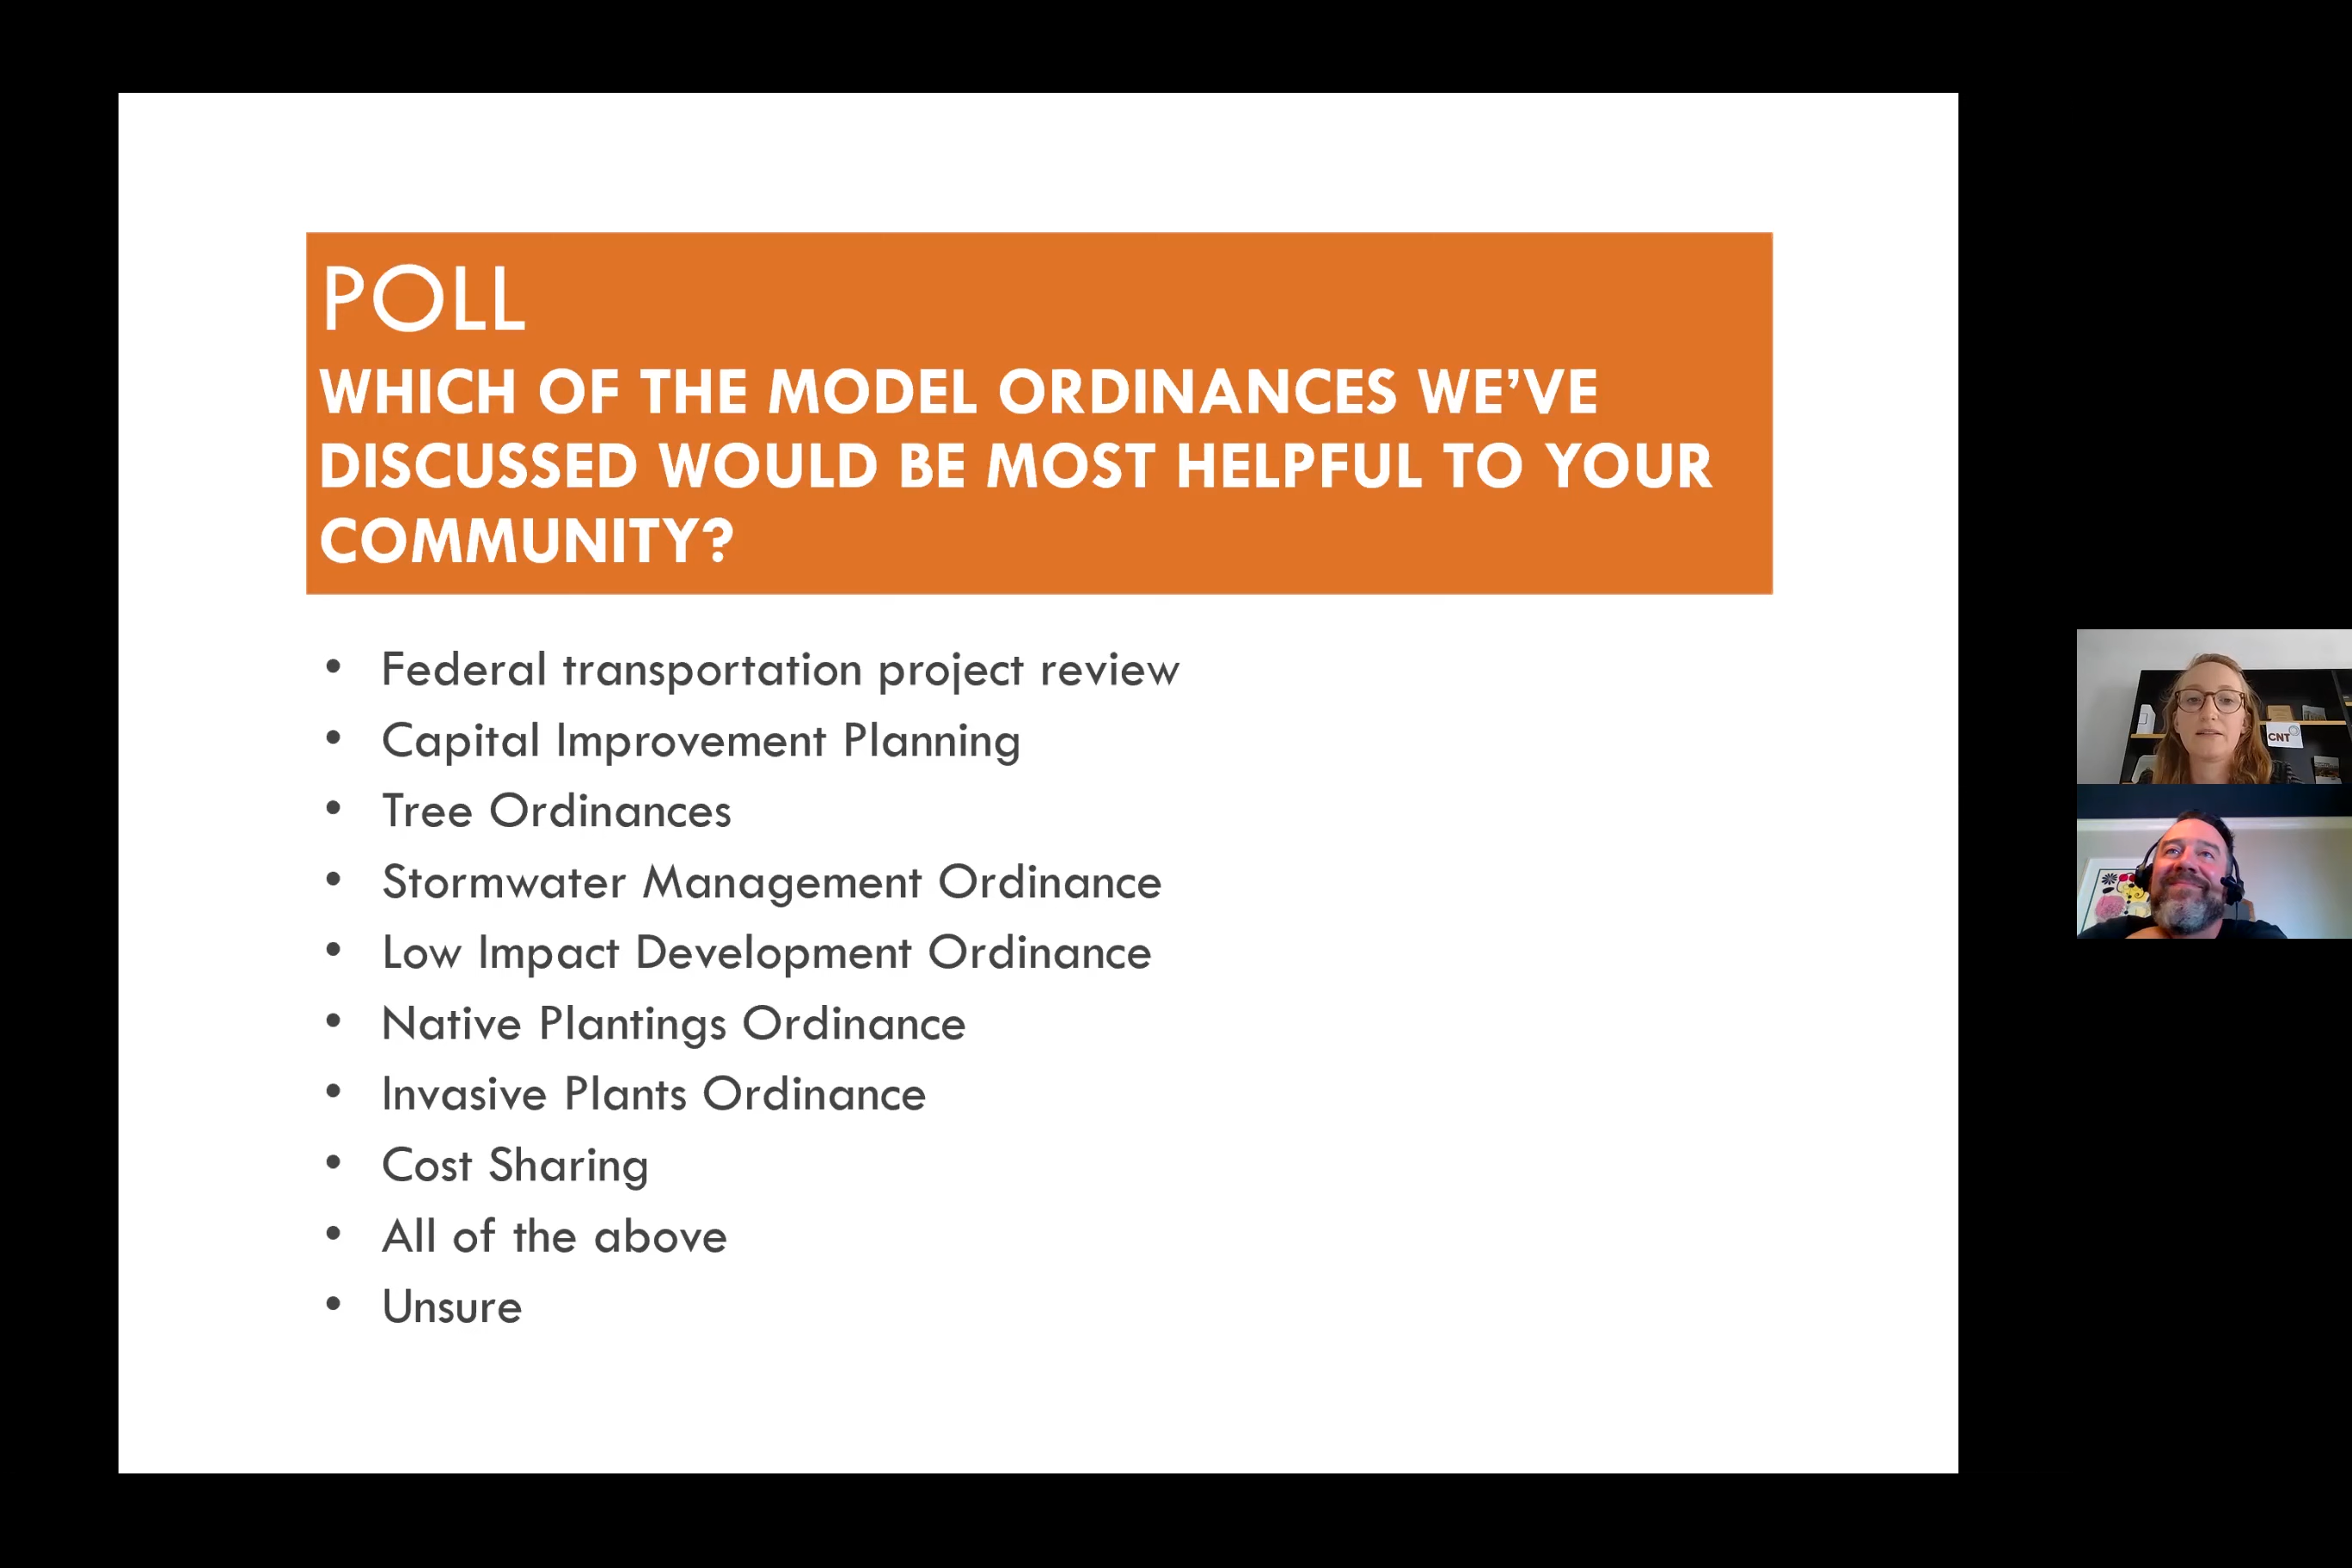 POLL
WHICH OF THE MODEL ORDINANCES WE’VE
DISCUSSED WOULD BE MOST HELPFUL TO YOUR
COMMUNITY?
• Federal transportation project review
• Capital Improvement Planning
• Tree Ordinances
• Stormwater Management Ordinance
• Low Impact Development Ordinance
• Native Plantings Ordinance
• Invasive Plants Ordinance
• Cost Sharing
• All of the above
• Unsure
CNT